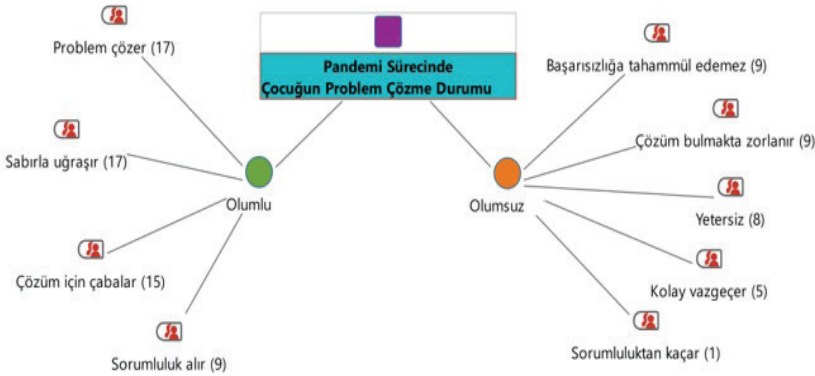 Pandemi Sürecinde
Çocuğun Problem Çözme Durumu
Olumlu
Problem çözer (17)
Sabırla uğraşır (17)
Çözüm için çabalar (15)
Sorumluluk alır (9)
Olumsuz
Başarısızlığa tahammül edemez (9)
Çözüm bulmakta zorlanır (9)
Yetersiz (8)
Kolay vazgeçer (5)
Sorumluluktan kaçar (1)